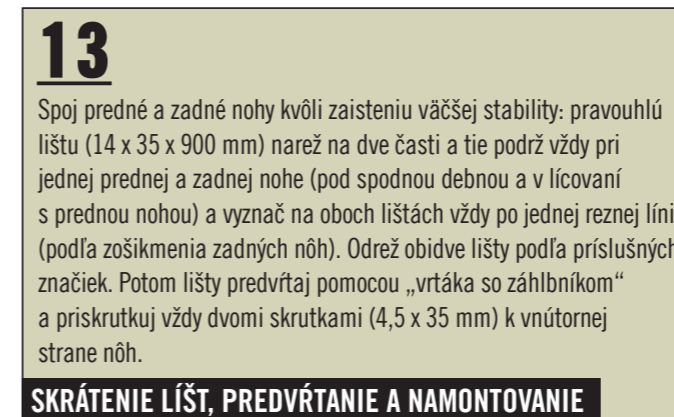 13
Spoj predné a zadné nohy kvôli zaisteniu väčšej stability: pravouhlú
lištu (14 x 35 x 900 mm) narež na dve časti a tie podrž vždy pri
jednej prednej a zadnej nohe (pod spodnou debnou a v lícovaní
s prednou nohou) a vyznač na oboch lištách vždy po jednej reznej líni
(podľa zošikmenia zadných nôh). Odrež obidve lišty podľa príslušných
značiek. Potom lišty predvŕtaj pomocou „vrtáka so záhlbníkom“
a priskrutkuj vždy dvomi skrutkami (4,5 x 35 mm) k vnútornej
strane nôh.
SKRÁTENIE LÍŠT, PREDVŔTANIE A NAMONTOVANIE